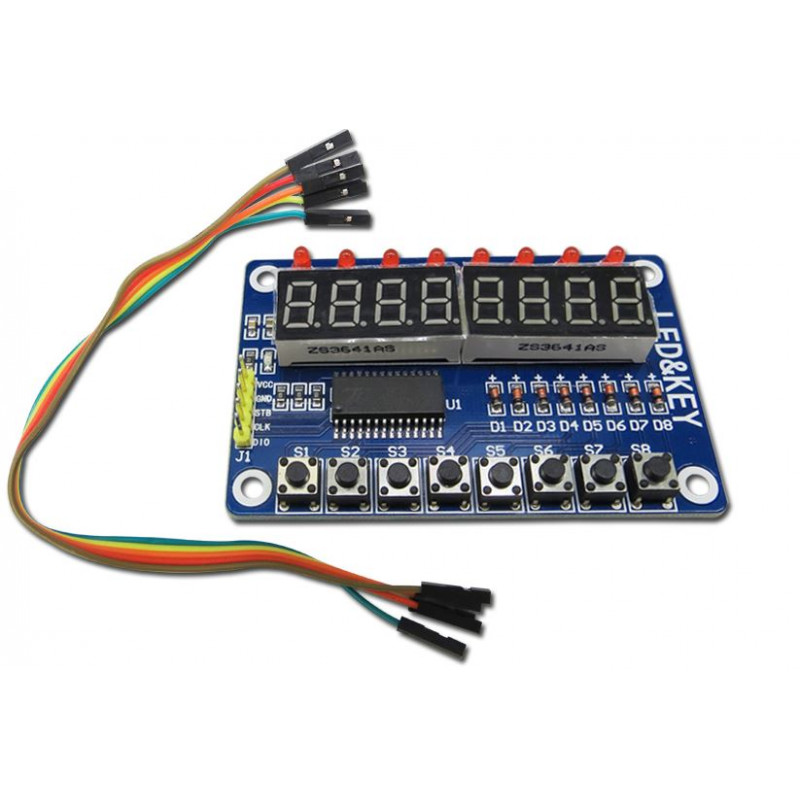 ZS3641AS
ZS3641AS
LED&KEY
VCC
GND
STB
CLK
DIO
J1
U1
+ + + + + + + +
D1 D2 D3 D4 D5 D6 D7 D8
S1 S2 S3 S4 S5 S6 S7 S8